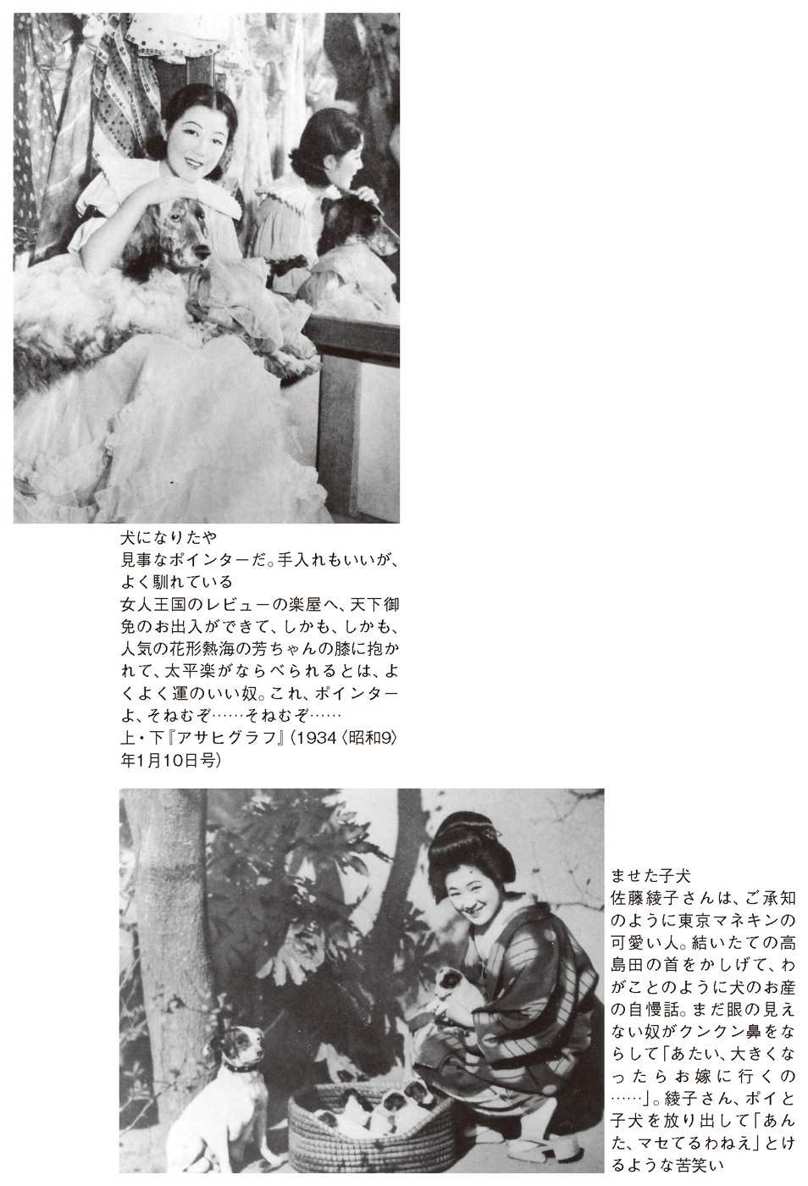 犬になりたや
見事なポインターだ。手入れもいいが、
よく馴れている
女人王国のレビューの楽屋へ、天下御
免のお出入ができて、しかも、しかも、
人気の花形熱海の芳ちゃんの膝に抱か
れて、太平楽がならべられるとは、よ
くよく運のいい奴。これ、ポインター
よ、そねむぞ……そねむぞ……
上・下『アサヒグラフ』(1934〈昭和9〉
年1月10日号)
ませた子犬
佐藤綾子さんは、ご承知
のように東京マネキンの
可愛い人。結いたての高
島田の首をかしげて、わ
がことのように犬のお産
の自慢話。まだ眼の見え
ない奴がクンクン鼻をな
らして「あたい、大きくな
ったらお嫁に行くの
……」。綾子さん、ポイと
子犬を放り出して「あん
た、マセてるわねえ」とけ
るような苦笑い